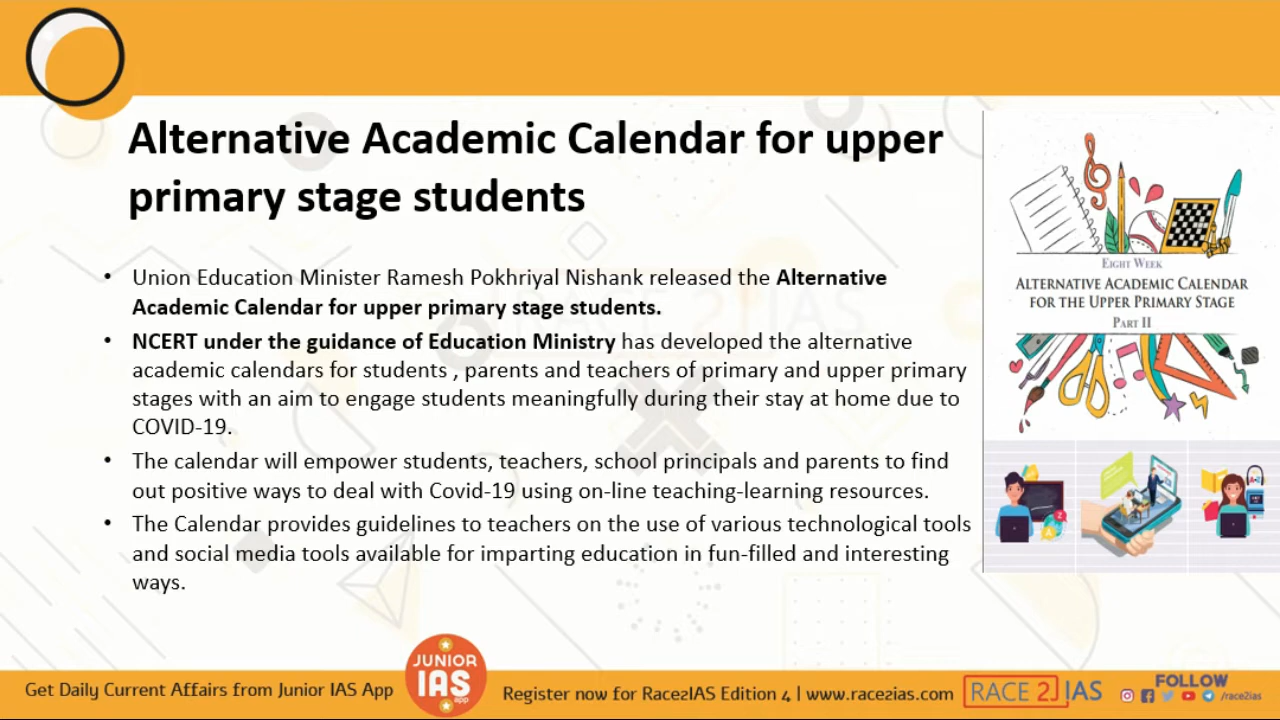 Alternative Academic Calendar for upper
primary stage students
• Union Education Minister Ramesh Pokhriyal Nishank released the Alternative
Academic Calendar for upper primary stage students.
• NCERT under the guidance of Education Ministry has developed the alternative
academic calendars for students , parents and teachers of primary and upper primary
stages with an aim to engage students meaningfully during their stay at home due to
COVID-19.
• The calendar will empower students, teachers, school principals and parents to find
out positive ways to deal with Covid-19 using on-line teaching-learning resources.
• The Calendar provides guidelines to teachers on the use of various technological tools
and social media tools available for imparting education in fun-filled and interesting
ways.
EIGHT WEEK
ALTERNATIVE ACADEMIC CALENDAR
FOR THE UPPER PRIMARY STAGE
PART II
RACE 2J IAS
Get Daily Current Affairs from Junior IAS App
JUNIOR
IAS
app
Register now for Race2IAS Edition 4 | www.race2ias.com
RACE 2J IAS
FOLLOW
/race2ias